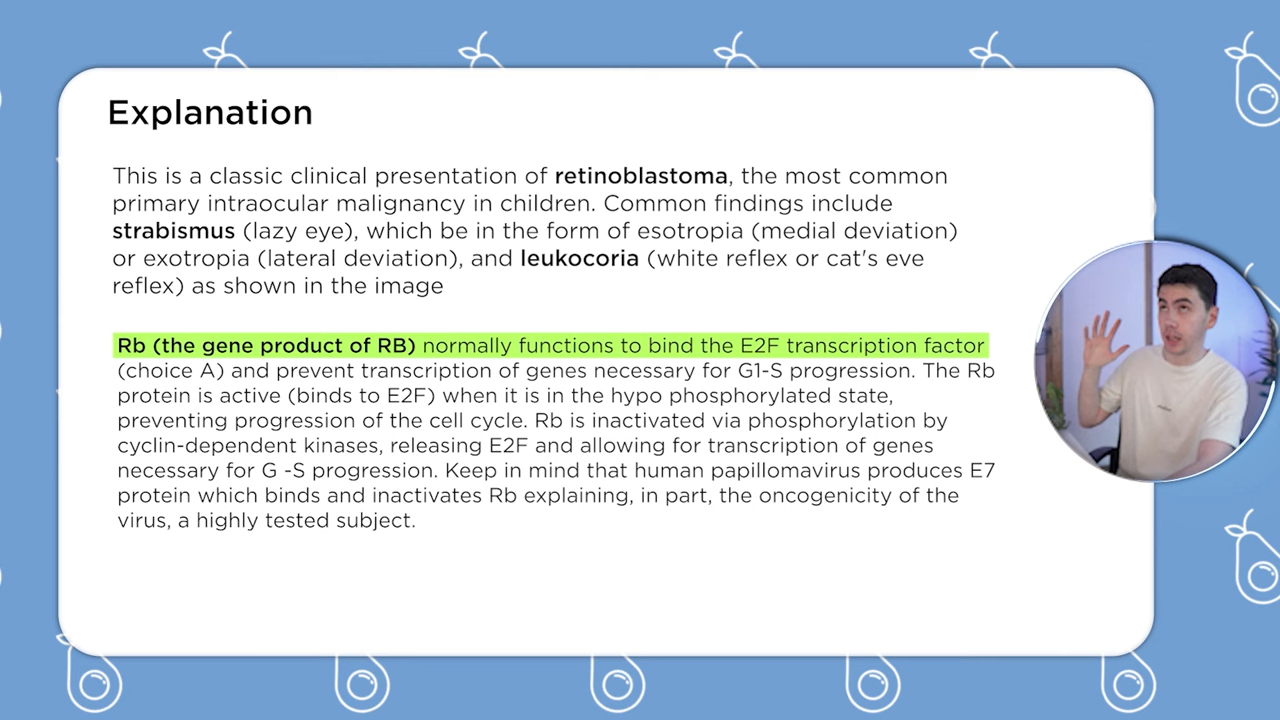 Explanation
This is a classic clinical presentation of retinoblastoma, the most common
primary intraocular malignancy in children. Common findings include
strabismus (lazy eye), which be in the form of esotropia (medial deviation)
or exotropia (lateral deviation), and leukocoria (white reflex or cat's eve
reflex) as shown in the image
Rb (the gene product of RB) normally functions to bind the E2F transcription factor
(choice A) and prevent transcription of genes necessary for G1-S progression. The Rb
protein is active (binds to E2F) when it is in the hypo phosphorylated state,
preventing progression of the cell cycle. Rb is inactivated via phosphorylation by
cyclin-dependent kinases, releasing E2F and allowing for transcription of genes
necessary for G -S progression. Keep in mind that human papillomavirus produces E7
protein which binds and inactivates Rb explaining, in part, the oncogenicity of the
virus, a highly tested subject.